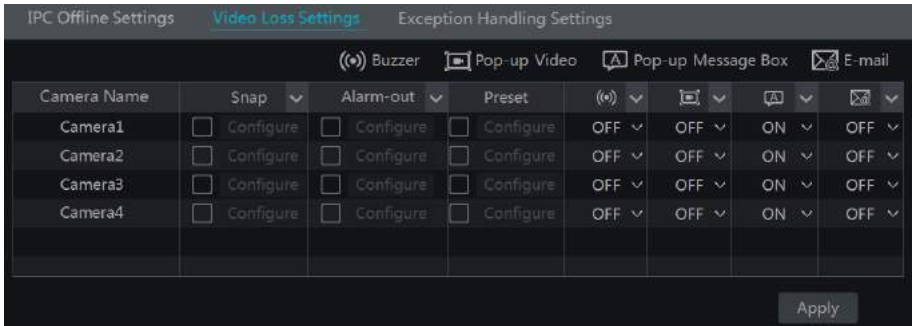 IPC Offline Settings Video Loss Settings Exception Handling Settings
Buzzer Pop-up Video A Pop-up Message Box E-mail
Camera Name Snap Alarm-out Preset A
Camera1 Configure Configure Configure OFF OFF ON OFF
Camera2 Configure Configure Configure OFF OFF ON OFF
Camera3 Configure Configure Configure OFF OFF ON OFF
Camera4 Configure Configure Configure OFF OFF ON OFF
Apply